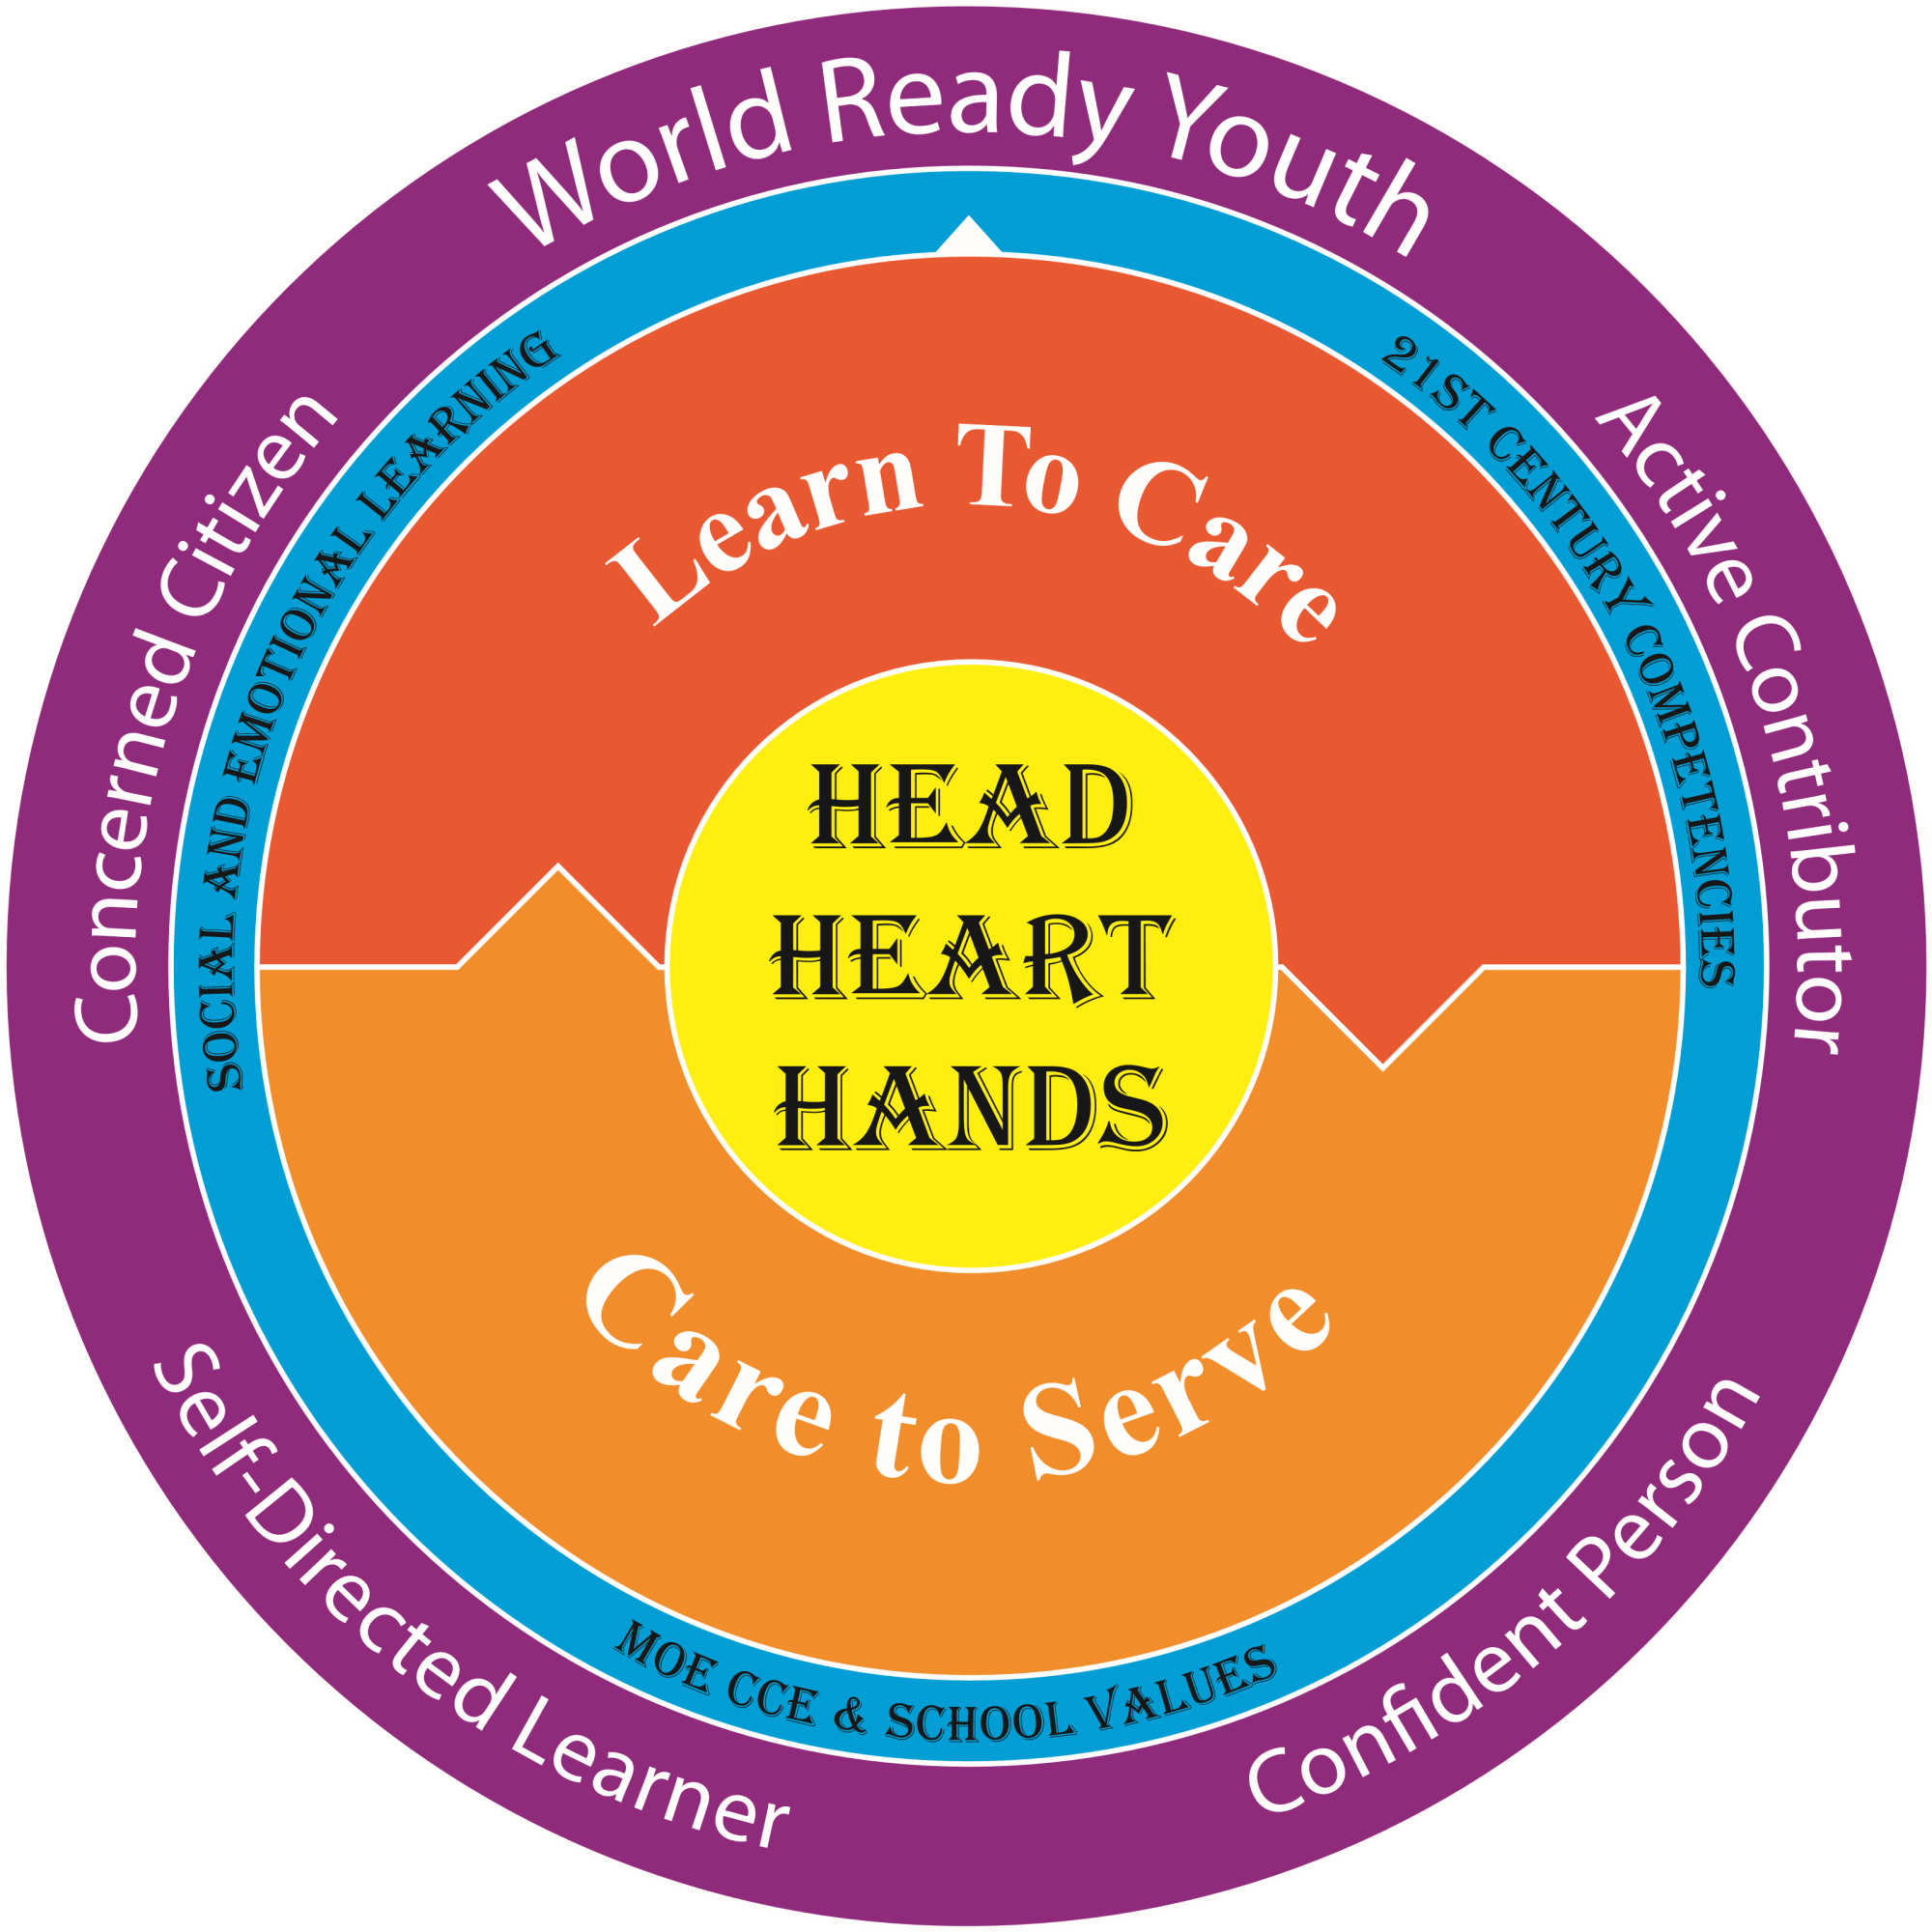 World Ready Youth
Concerned Citizen
Active Contributor
SOCIAL AND EMOTIONAL LEARNING
21ST CENTURY COMPETENCIES
Learn To Care
HEAD
HEART
HANDS
Care to Serve
MOE CCE & SCHOOL VALUES
Self-Directed Learner
Confident Person